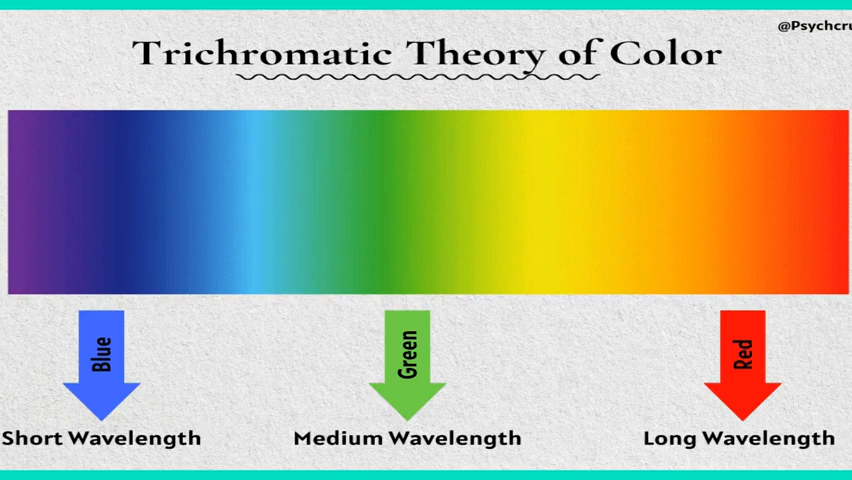 @Psychcru
Trichromatic Theory of Color
Blue
Green
Red
Short Wavelength
Medium Wavelength
Long Wavelength